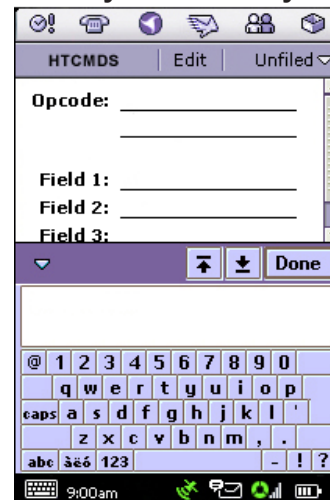 HTCMDS Edit Unfiled
Opcode:
Field 1:
Field 2:
Field 3:
Done
@ 1 2 3 4 5 6 7 8 9 0
q w e r t y u i o p
caps a s d f g h j k l '
z x c v b n m , .
abc àëó 123 - ! ?
9:00am